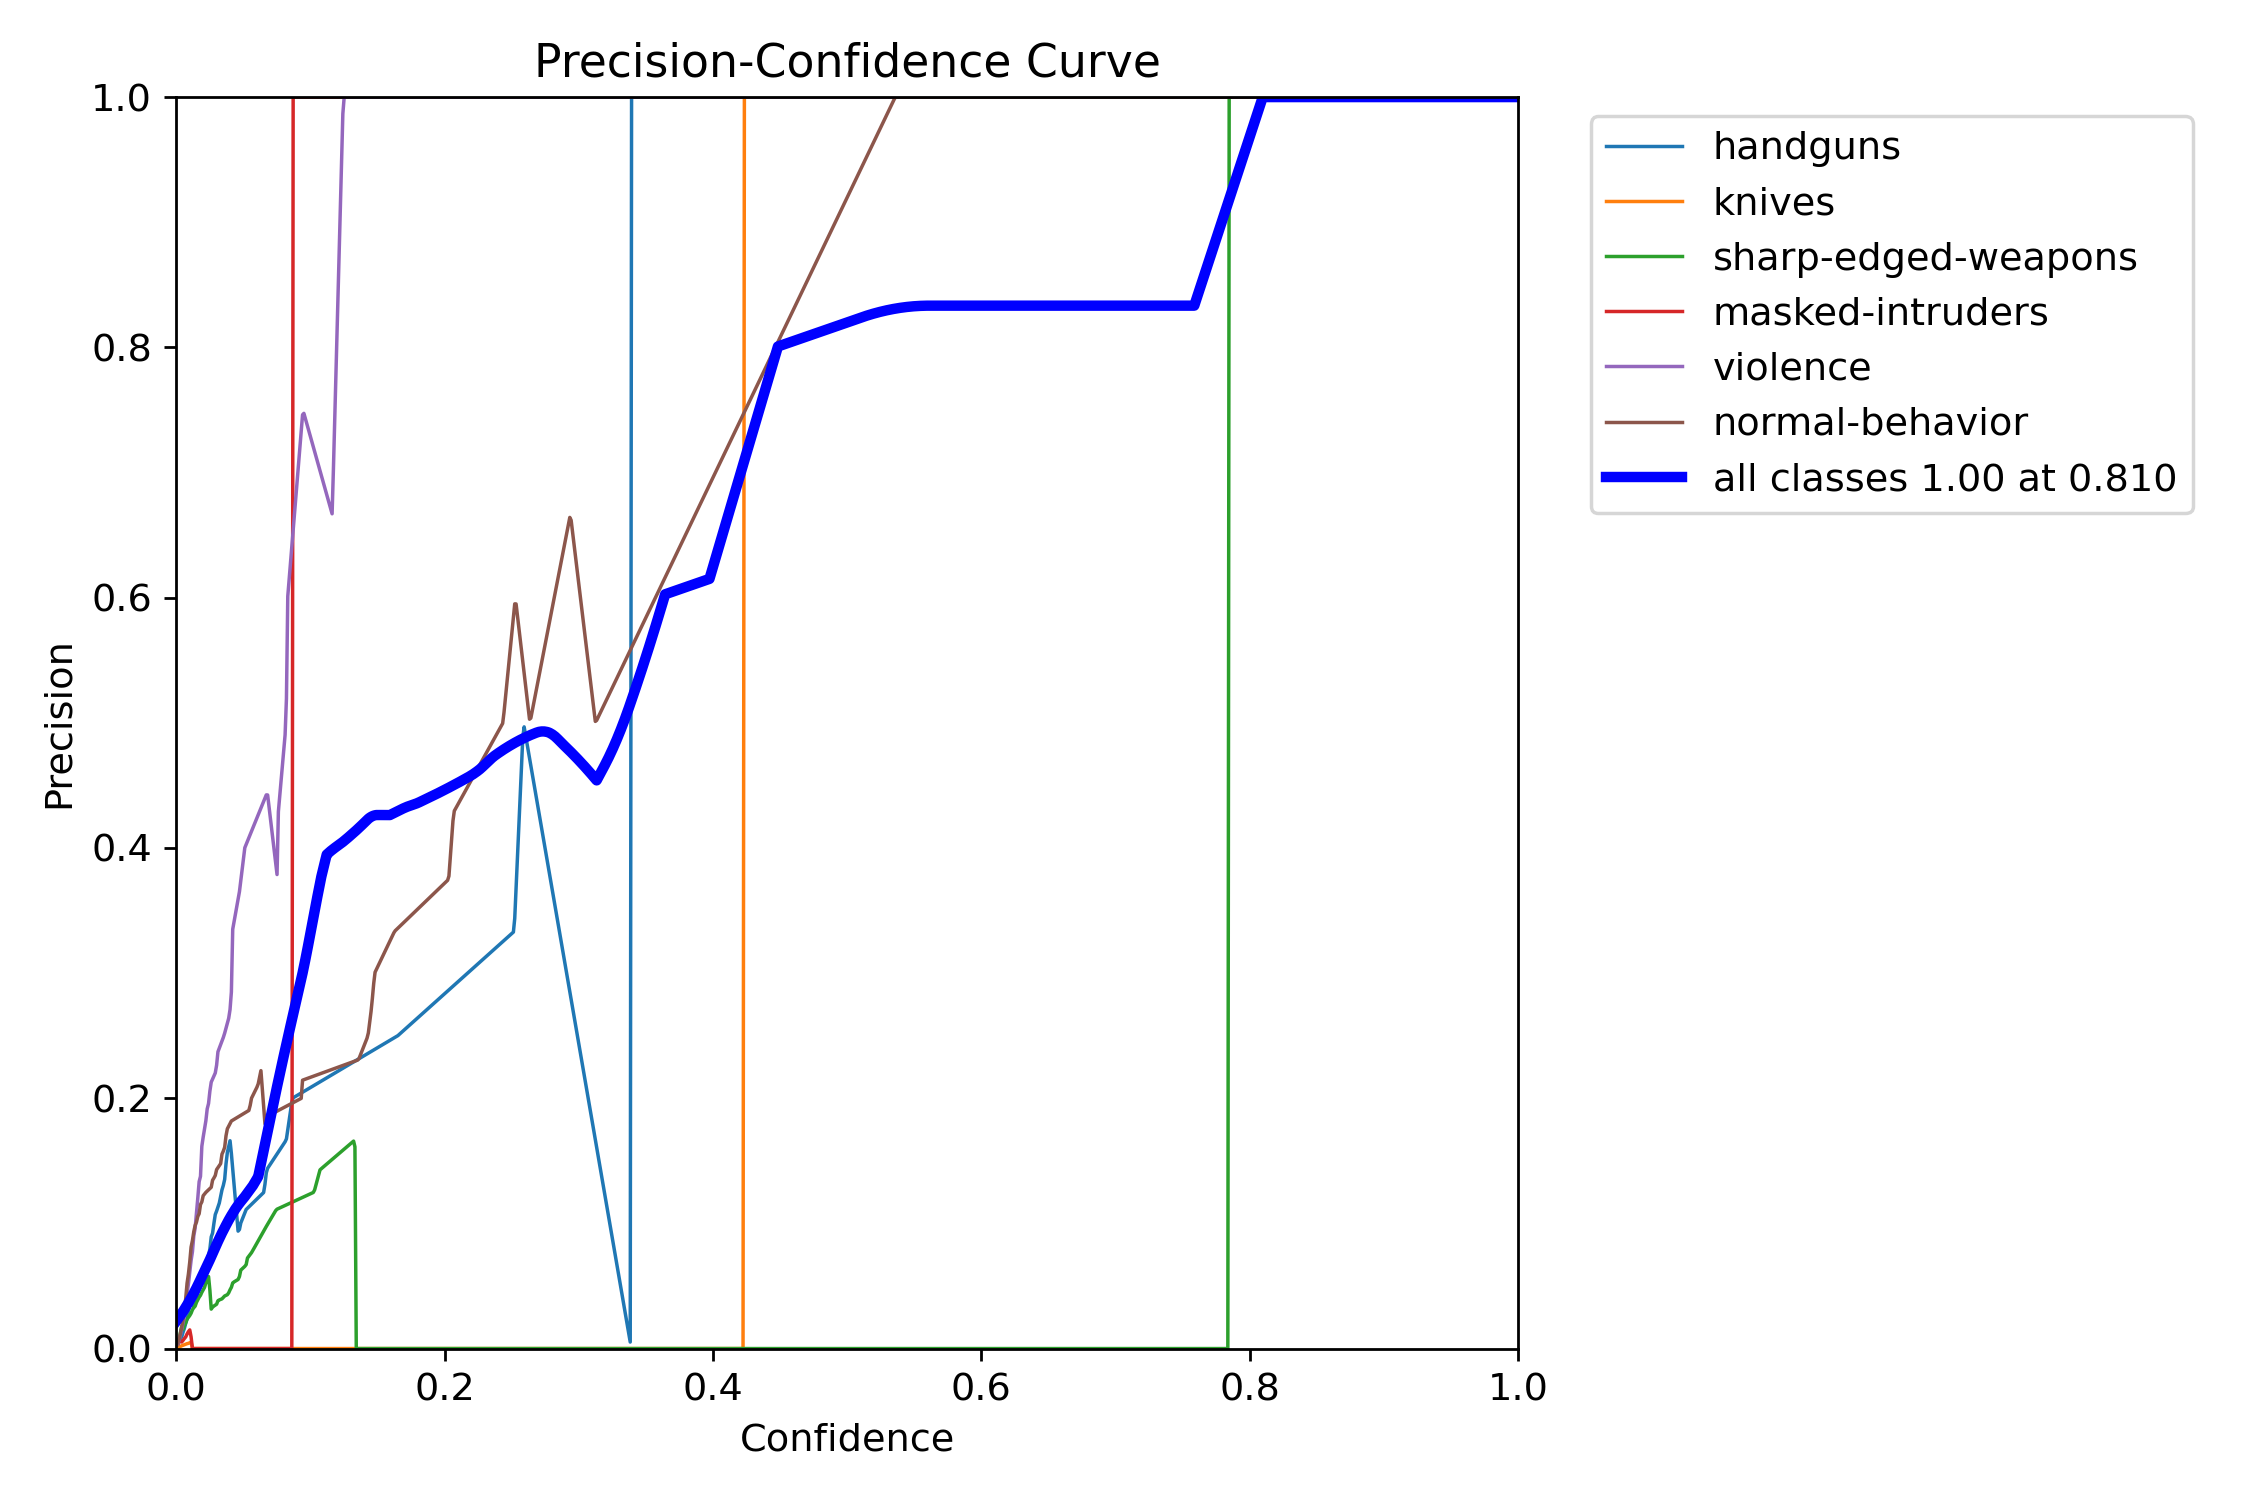 Precision-Confidence Curve
1.0
0.8
0.6
0.4
0.2
0.0
Precision
0.0 0.2 0.4 0.6 0.8 1.0
Confidence
handguns
knives
sharp-edged-weapons
masked-intruders
violence
normal-behavior
all classes 1.00 at 0.810